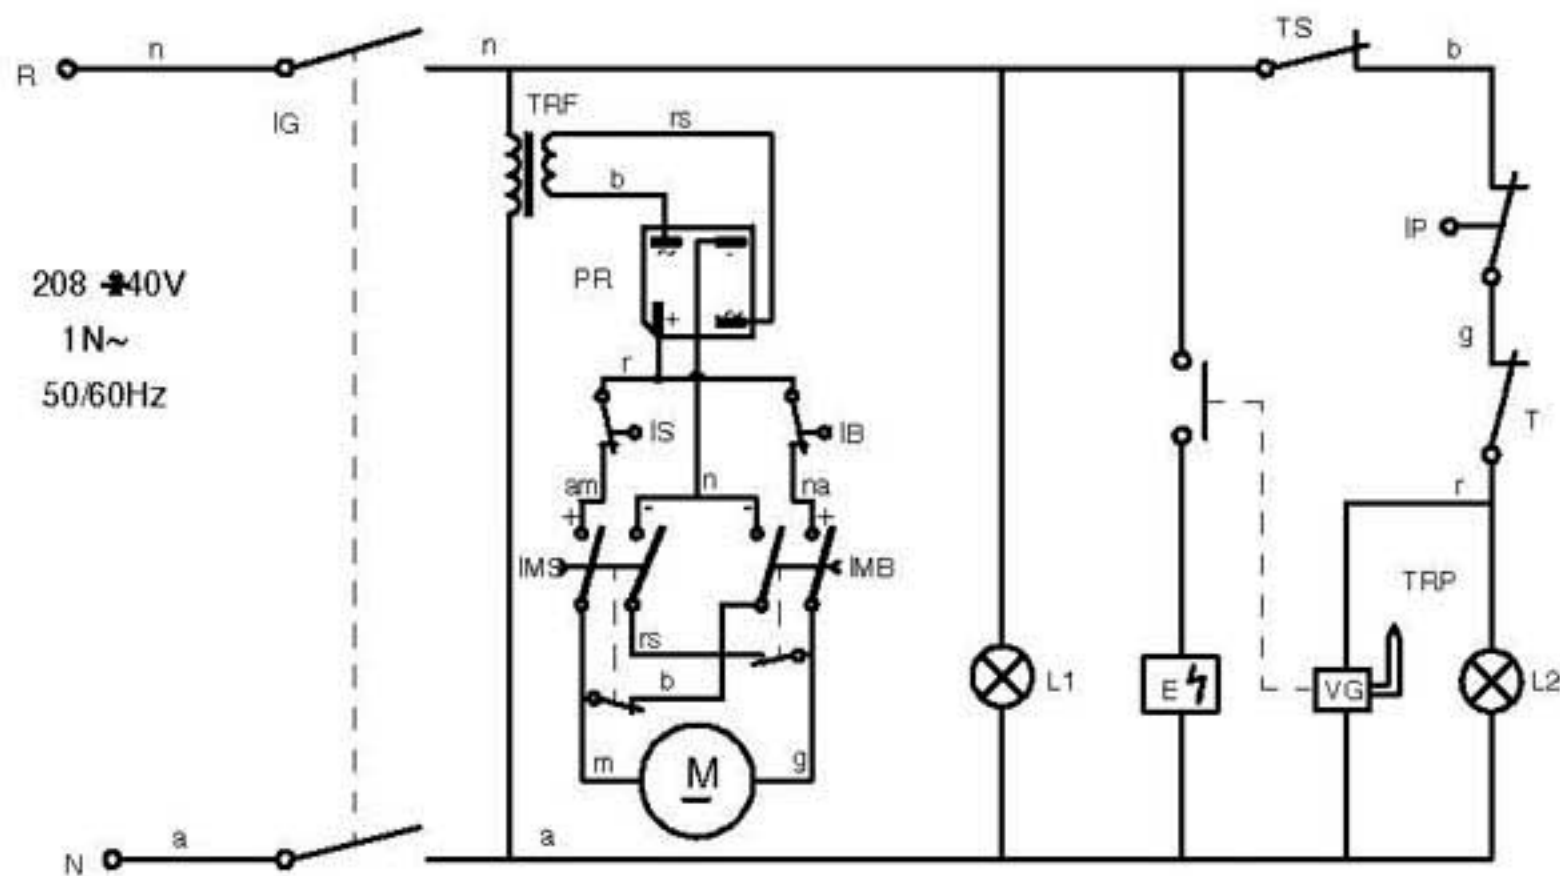 R
n
IG
n
TRF
rs
b
TS
b
PR
~
-
+
IP
g
208
40V
1N~
50/60Hz
r
IS
IB
T
am
n
na
r
+
-
-
+
IMS
IMB
TRP
rs
b
L1
E
VG
L2
m
M
g
N
a
a